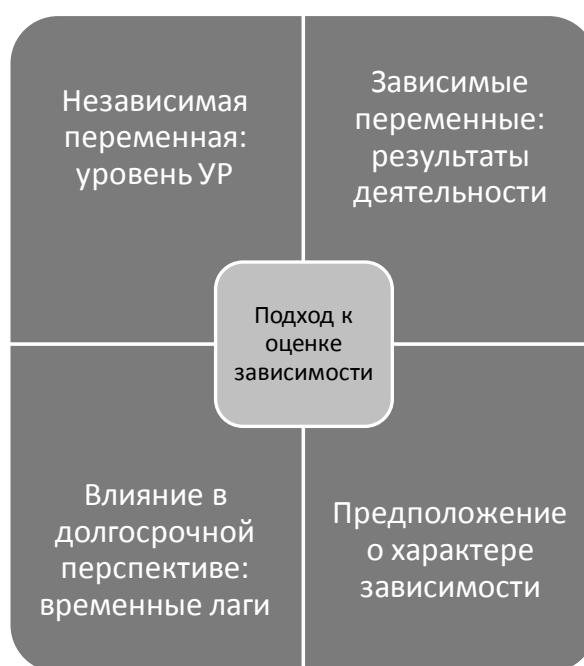 Независимая
переменная:
уровень УР
Зависимые
переменные:
результаты
деятельности
Подход к
оценке
зависимости
Влияние в
долгосрочной
перспективе:
временные лаги
Предположение
о характере
зависимости